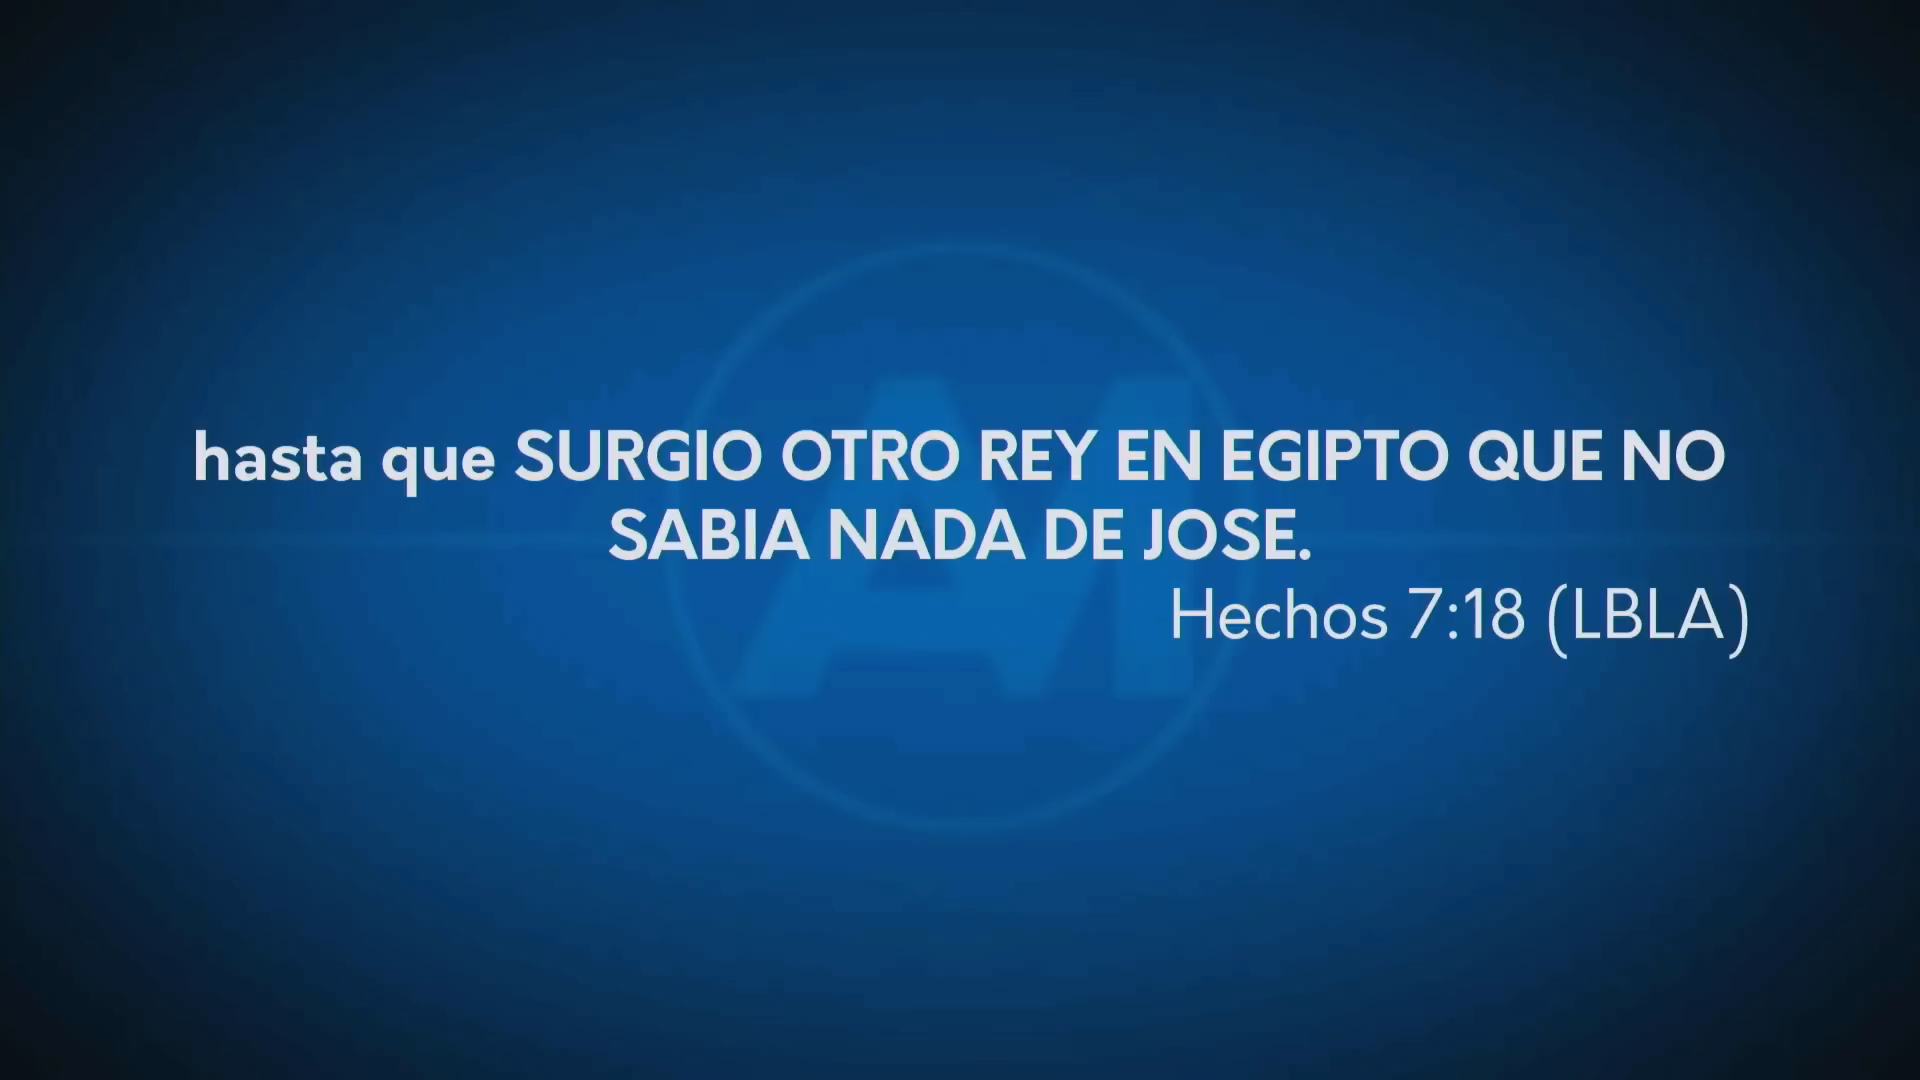 hasta que SURGIO OTRO REY EN EGIPTO QUE NO
SABIA NADA DE JOSE.
Hechos 7:18 (LBLA)